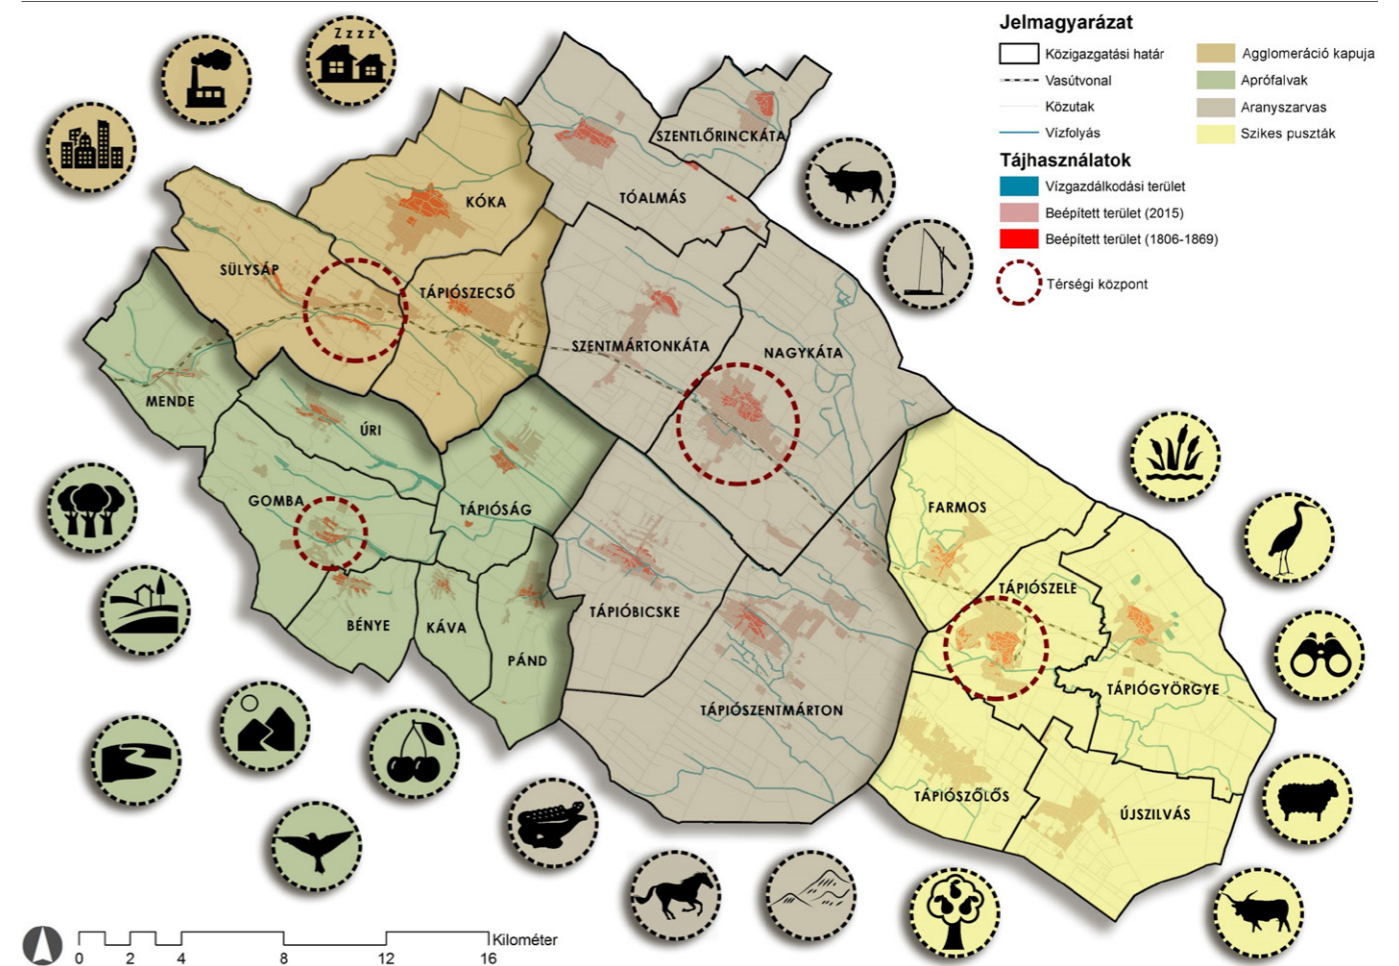 Jelmagyarázat
Közigazgatási határ
Vasútvonal
Közutak
Vízfolyás
Agglomeráció kapuja
Aprófalvak
Aranyszarvas
Szikes puszták
Tájhasználatok
Vízgazdálkodási terület
Beépített terület (2015)
Beépített terület (1806-1869)
Térségi központ
Z z z z
SZENTLŐRINCKÁTA
TÓALMÁS
KÓKA
SÜLYSÁP
TÁPIÓSZECSŐ
SZENTMÁRTONKÁTA
NAGYKÁTA
MENDE
ÚRI
GOMBA
TÁPIÓSÁG
FARMOS
TÁPIÓSZELE
TÁPIÓBICSKE
BÉNYE
KÁVA
PÁND
TÁPIÓGYÖRGYE
TÁPIÓSZENTMÁRTON
TÁPIÓSZŐLŐS
ÚJSZILVÁS
Kilométer
0 2 4 8 12 16